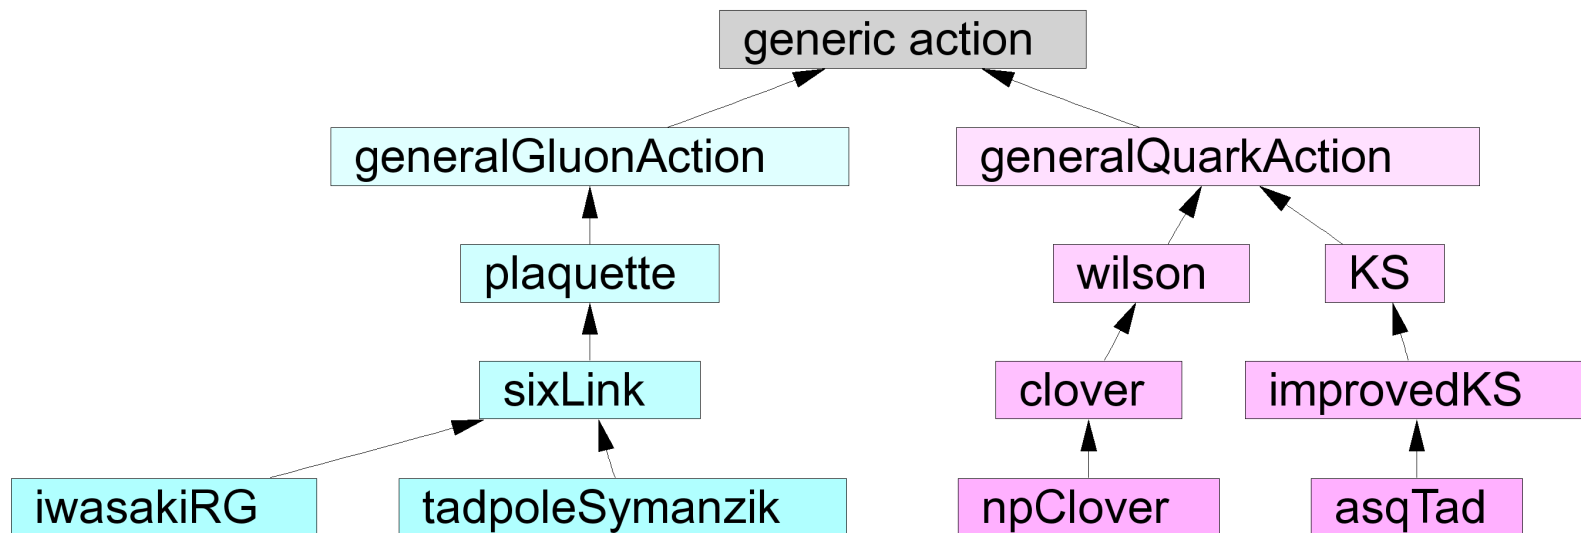 generic action
generalGluonAction
generalQuarkAction
plaquette
wilson
KS
sixLink
clover
improvedKS
iwasakiRG
tadpoleSymanzik
npClover
asqTad